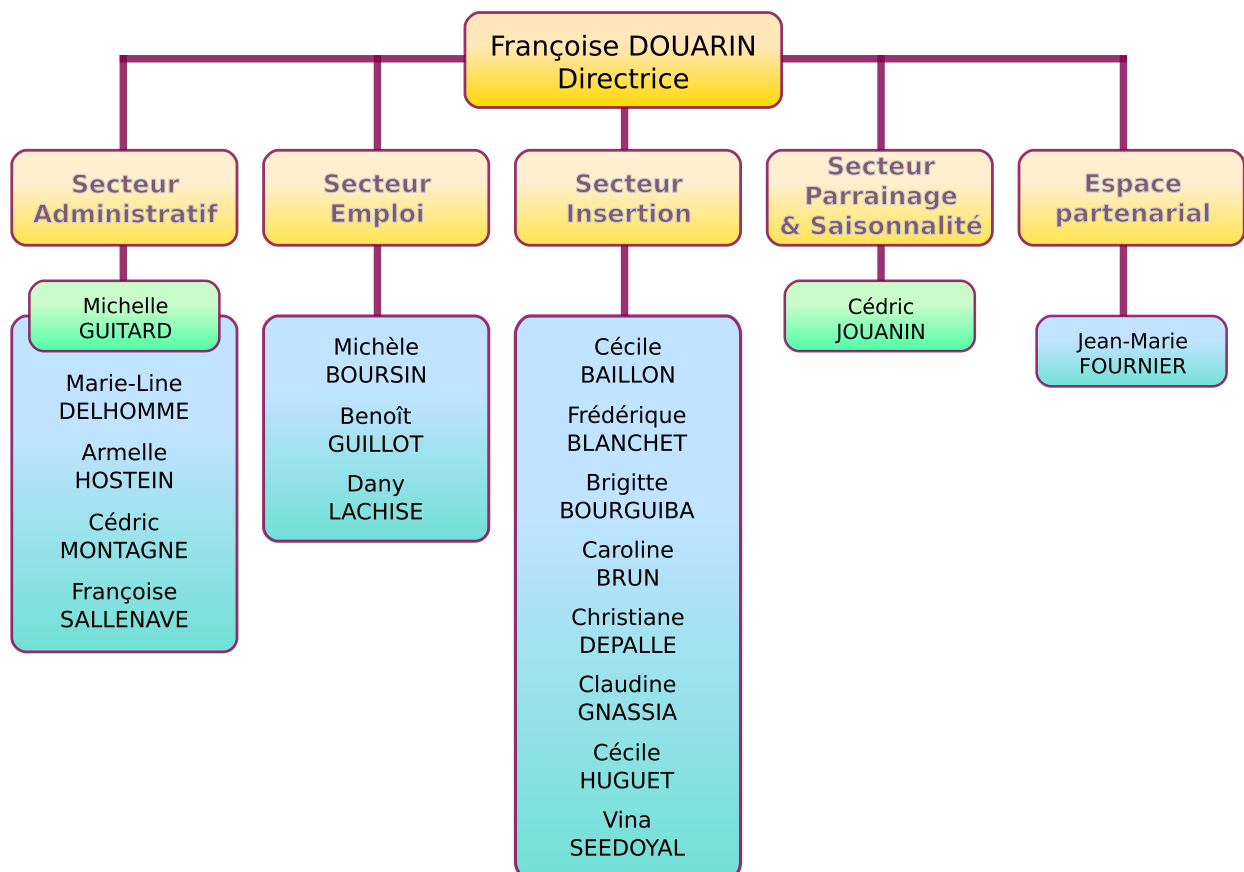 Françoise DOUARIN
Directrice
Secteur
Administratif
Secteur
Emploi
Secteur
Insertion
Secteur
Parrainage
& Saisonnalité
Espace
partenarial
Michelle
GUITARD
Marie-Line
DELHOMME
Armelle
HOSTEIN
Cédric
MONTAGNE
Françoise
SALLENAVE
Michèle
BOURSIN
Benoît
GUILLOT
Dany
LACHISE
Cécile
BAILLON
Frédérique
BLANCHET
Brigitte
BOURGUIBA
Caroline
BRUN
Christiane
DEPALLE
Claudine
GNASSIA
Cécile
HUGUET
Vina
SEEDOYAL
Cédric
JOUANIN
Jean-Marie
FOURNIER